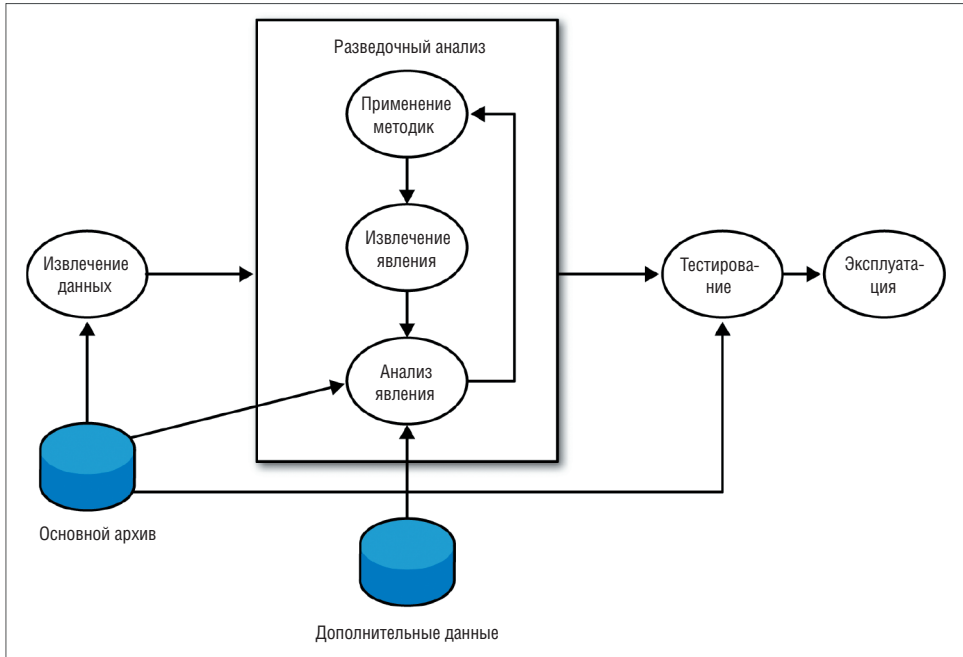 Разведочный анализ
Применение
методик
Извлечение
явления
Анализ
явления
Извлечение
данных
Тестирова-
ние
Эксплуата-
ция
Основной архив
Дополнительные данные